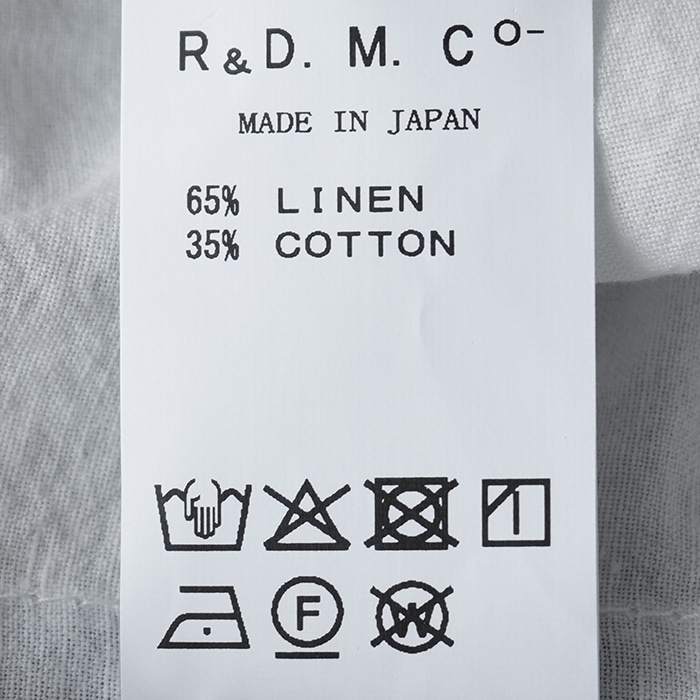 R&D. M. Co-
MADE IN JAPAN
65% LINEN
35% COTTON
F
W